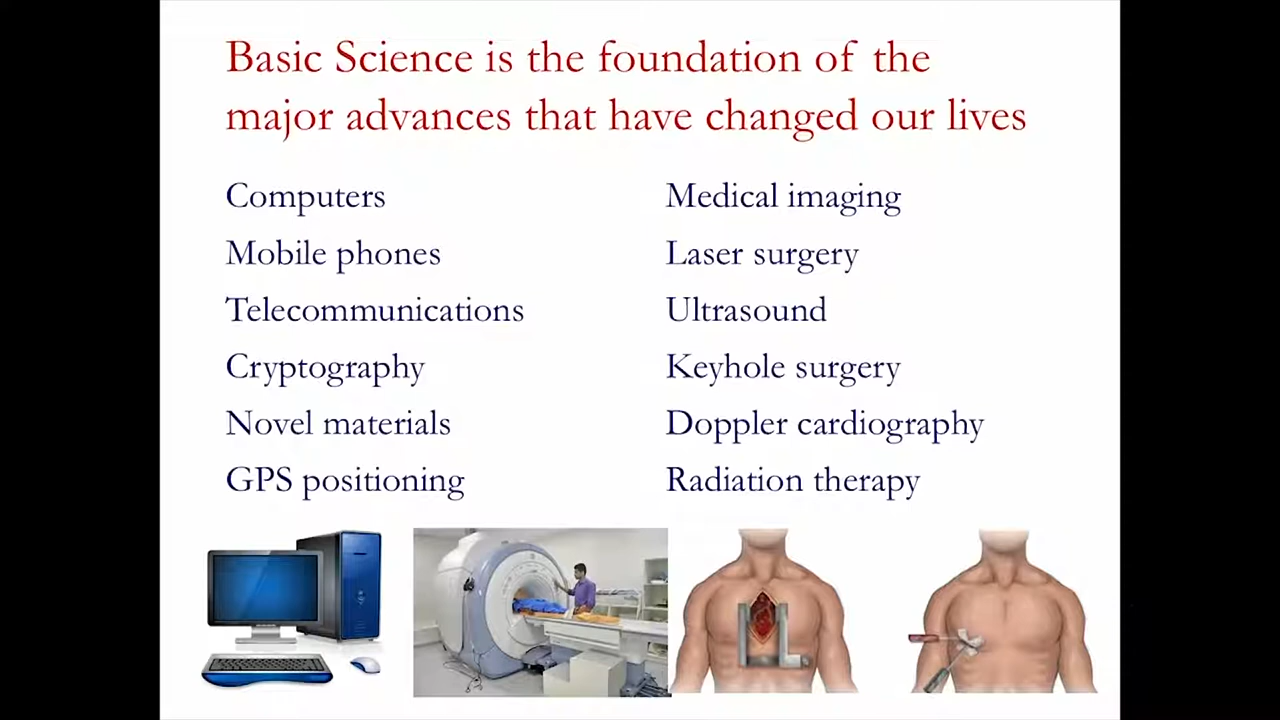 Basic Science is the foundation of the
major advances that have changed our lives
Computers
Mobile phones
Telecommunications
Cryptography
Novel materials
GPS positioning
Medical imaging
Laser surgery
Ultrasound
Keyhole surgery
Doppler cardiography
Radiation therapy